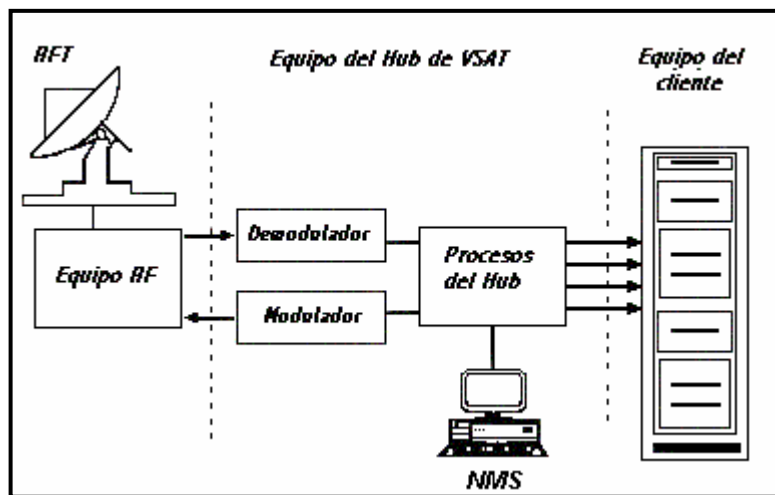 RFT
Equipo del Hub de VSAT
Equipo del
cliente
Demodulador
Equipo RF
Procesos
del Hub
Modulador
NMS